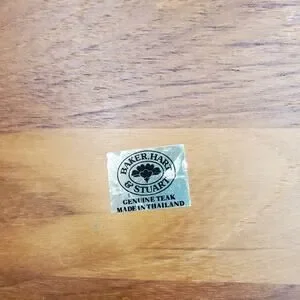 BAKER, HART
& STUART
GENUINE TEAK
MADE IN THAILAND